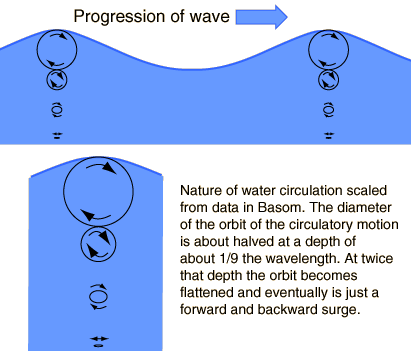 Progression of wave
Nature of water circulation scaled
from data in Basom. The diameter
of the orbit of the circulatory motion
is about halved at a depth of
about 1/9 the wavelength. At twice
that depth the orbit becomes
flattened and eventually is just a
forward and backward surge.